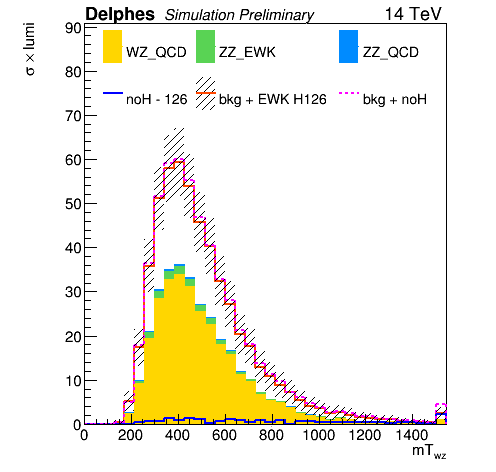 Delphes Simulation Preliminary 14 TeV
σ × lumi
WZ_QCD ZZ_EWK ZZ_QCD
noH - 126 bkg + EWK H126 bkg + noH
90
80
70
60
50
40
30
20
10
0
0 200 400 600 800 1000 1200 1400
mT_wz